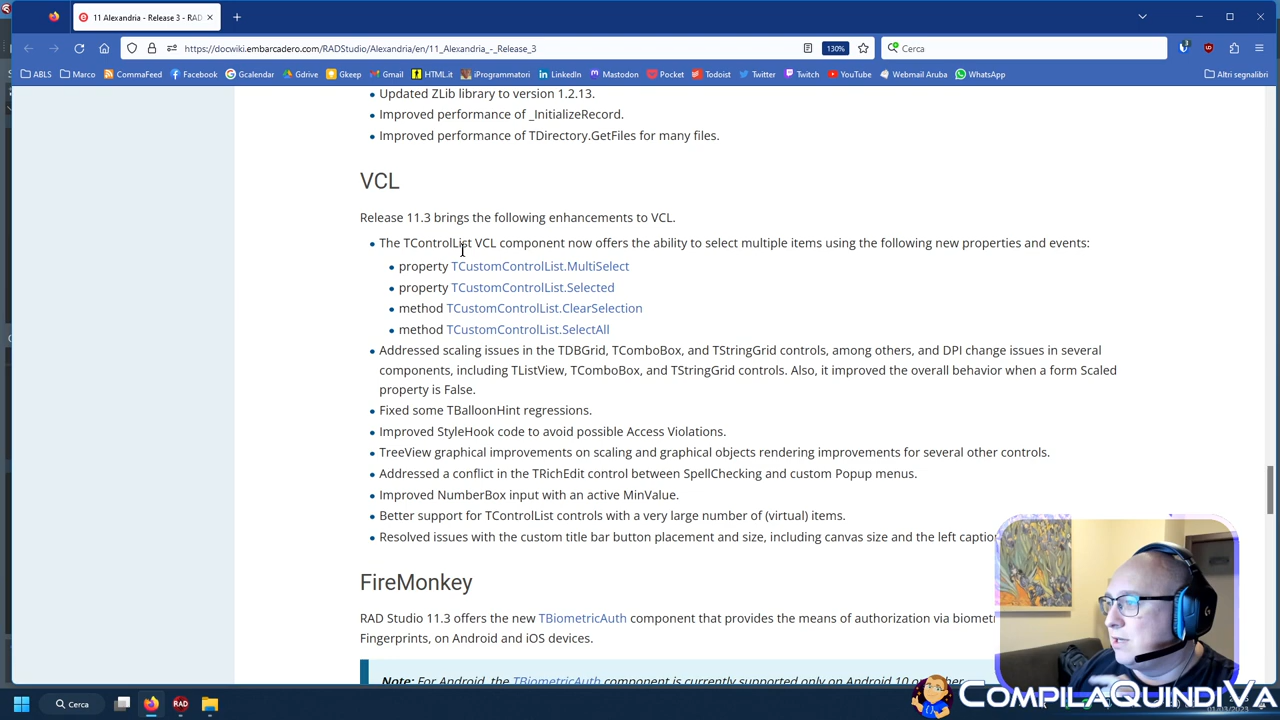 11 Alexandria - Release 3 - RAD
https://docwiki.embarcadero.com/RADStudio/Alexandria/en/11_Alexandria_-_Release_3
130%
Cerca
ABLS
Marco
CommaFeed
Facebook
Gcalendar
Gdrive
Gkeep
Gmail
HTML.it
iProgrammatori
LinkedIn
Mastodon
Pocket
Todoist
Twitter
Twitch
YouTube
Webmail Aruba
WhatsApp
Altri segnalibri
Updated ZLib library to version 1.2.13.
Improved performance of _InitializeRecord.
Improved performance of TDirectory.GetFiles for many files.
VCL
Release 11.3 brings the following enhancements to VCL.
The TControlList VCL component now offers the ability to select multiple items using the following new properties and events:
property TCustomControlList.MultiSelect
property TCustomControlList.Selected
method TCustomControlList.ClearSelection
method TCustomControlList.SelectAll
Addressed scaling issues in the TDBGrid, TComboBox, and TStringGrid controls, among others, and DPI change issues in several
components, including TListView, TComboBox, and TStringGrid controls. Also, it improved the overall behavior when a form Scaled
property is False.
Fixed some TBalloonHint regressions.
Improved StyleHook code to avoid possible Access Violations.
TreeView graphical improvements on scaling and graphical objects rendering improvements for several other controls.
Addressed a conflict in the TRichEdit control between SpellChecking and custom Popup menus.
Improved NumberBox input with an active MinValue.
Better support for TControlList controls with a very large number of (virtual) items.
Resolved issues with the custom title bar button placement and size, including canvas size and the left captio
FireMonkey
RAD Studio 11.3 offers the new TBiometricAuth component that provides the means of authorization via biomet
Fingerprints, on Android and iOS devices.
Note: For Android, the TBiometricAuth component is currently supported only on Android 10 or
Cerca
RAD
COMPILAQUINDIVA